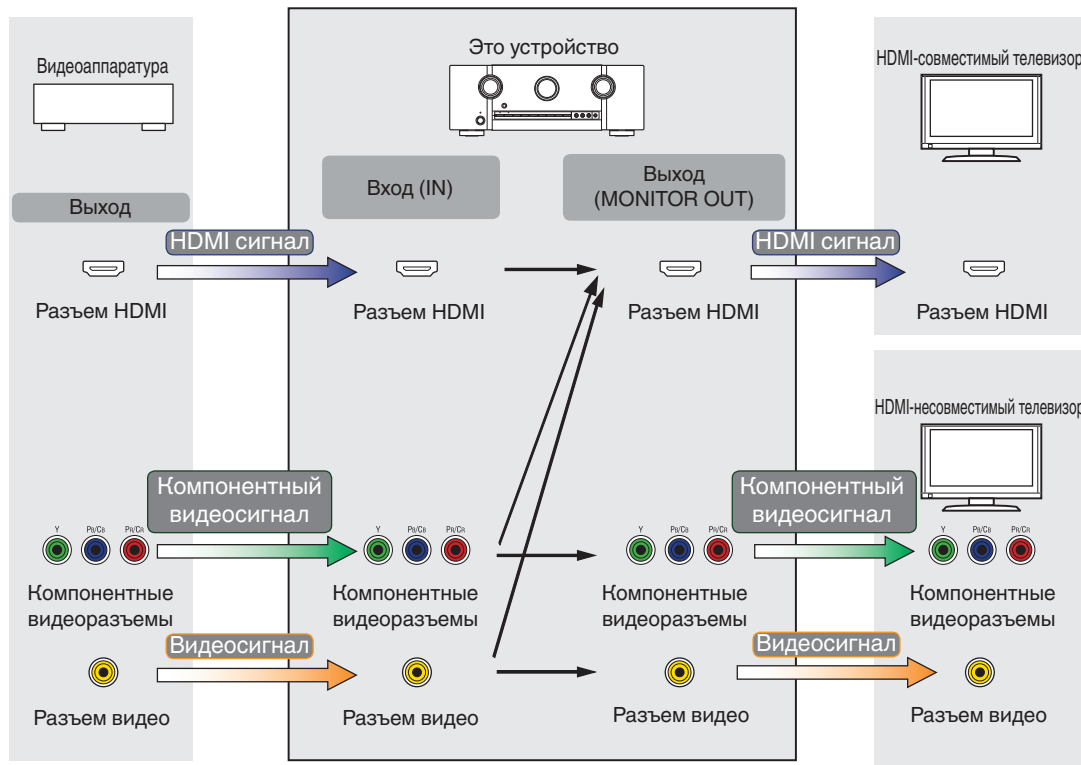 Видеоаппаратура
Это устройство
HDMI-совместимый телевизор
Выход
Вход (IN)
Выход
(MONITOR OUT)
HDMI сигнал
HDMI сигнал
Разъем HDMI
Разъем HDMI
Разъем HDMI
Разъем HDMI
HDMI-несовместимый телевизор
Компонентный
видеосигнал
Компонентный
видеосигнал
Y PB/CB PR/CR
Y PB/CB PR/CR
Y PB/CB PR/CR
Y PB/CB PR/CR
Компонентные
видеоразъемы
Компонентные
видеоразъемы
Компонентные
видеоразъемы
Компонентные
видеоразъемы
Видеосигнал
Видеосигнал
Разъем видео
Разъем видео
Разъем видео
Разъем видео